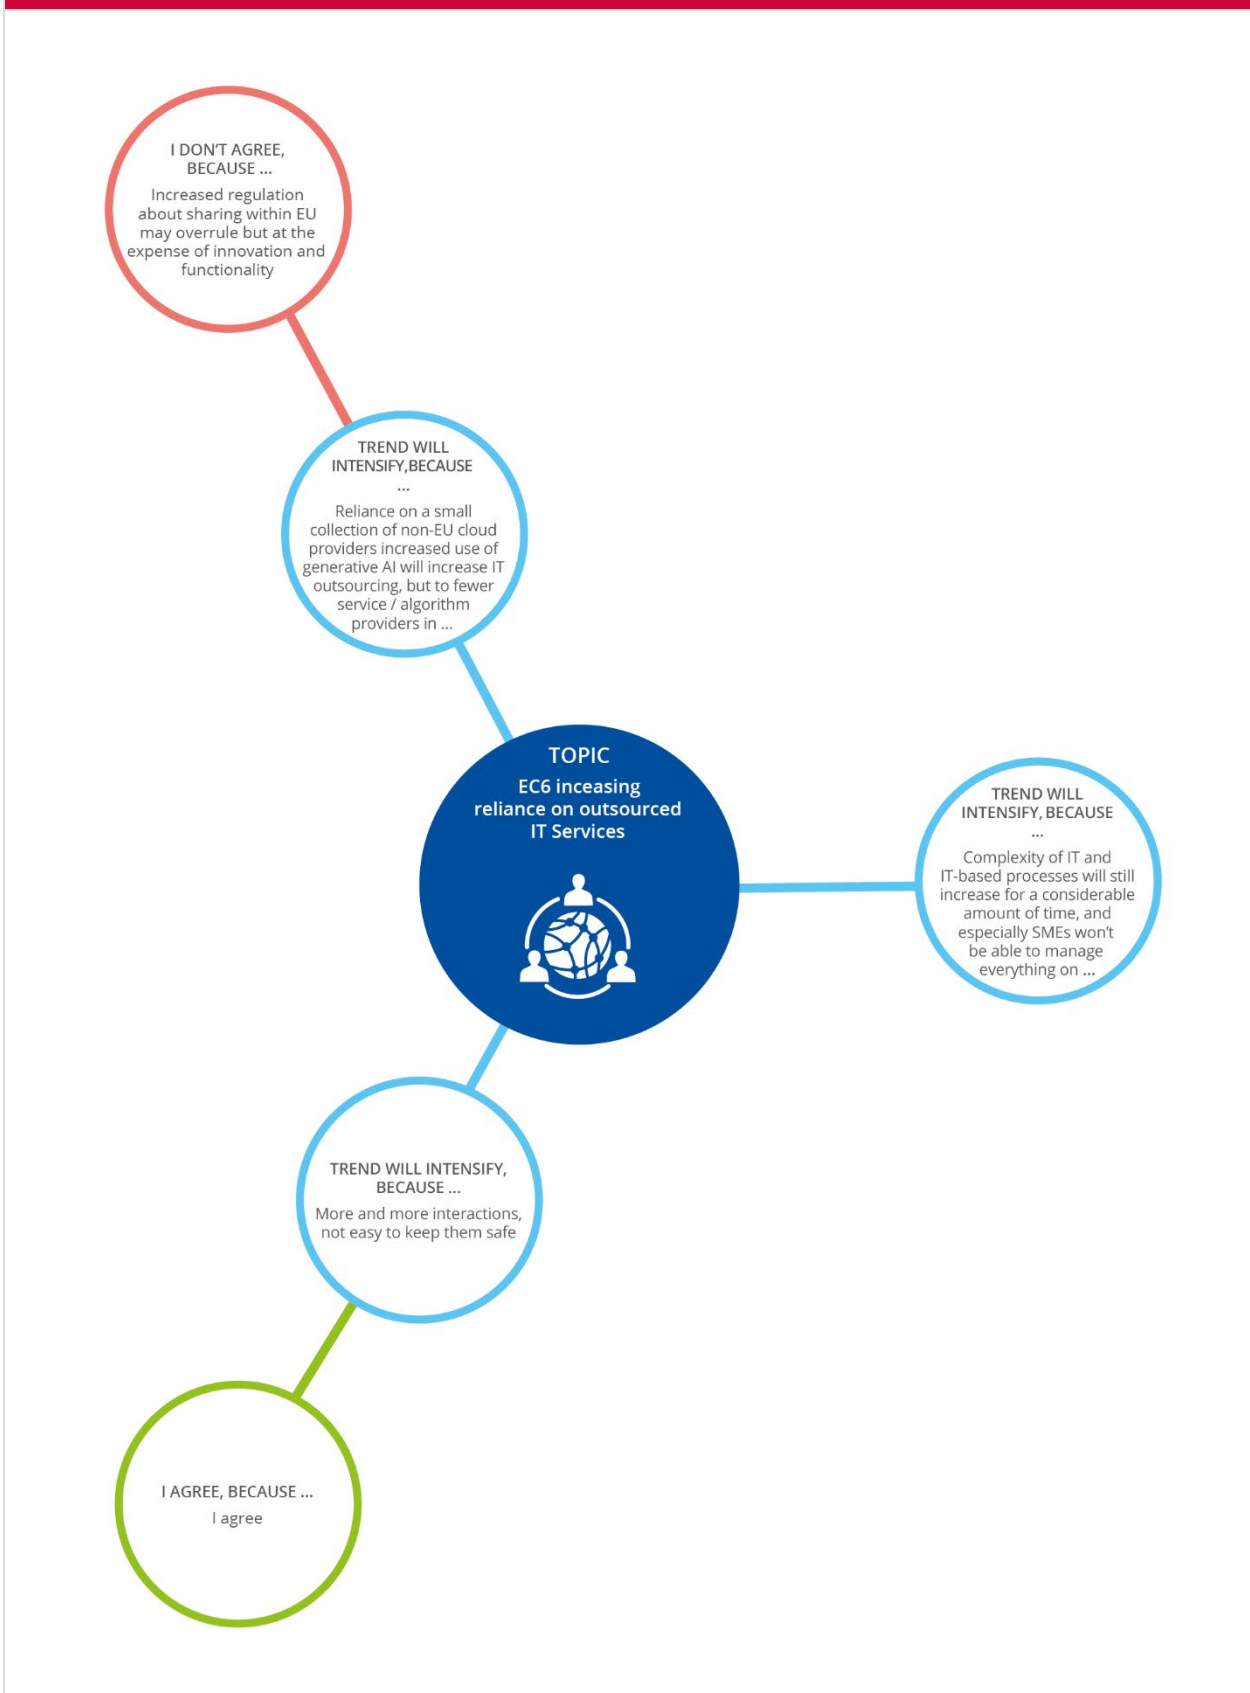 I DON'T AGREE,
BECAUSE ...
Increased regulation
about sharing within EU
may overrule but at the
expense of innovation and
functionality
TREND WILL
INTENSIFY,BECAUSE
...
Reliance on a small
collection of non-EU cloud
providers increased use of
generative AI will increase IT
outsourcing, but to fewer
service / algorithm
providers in ...
TOPIC
EC6 inceasing
reliance on outsourced
IT Services
TREND WILL
INTENSIFY, BECAUSE
...
Complexity of IT and
IT-based processes will still
increase for a considerable
amount of time, and
especially SMEs won't
be able to manage
everything on ...
TREND WILL INTENSIFY,
BECAUSE ...
More and more interactions,
not easy to keep them safe
I AGREE, BECAUSE ...
I agree